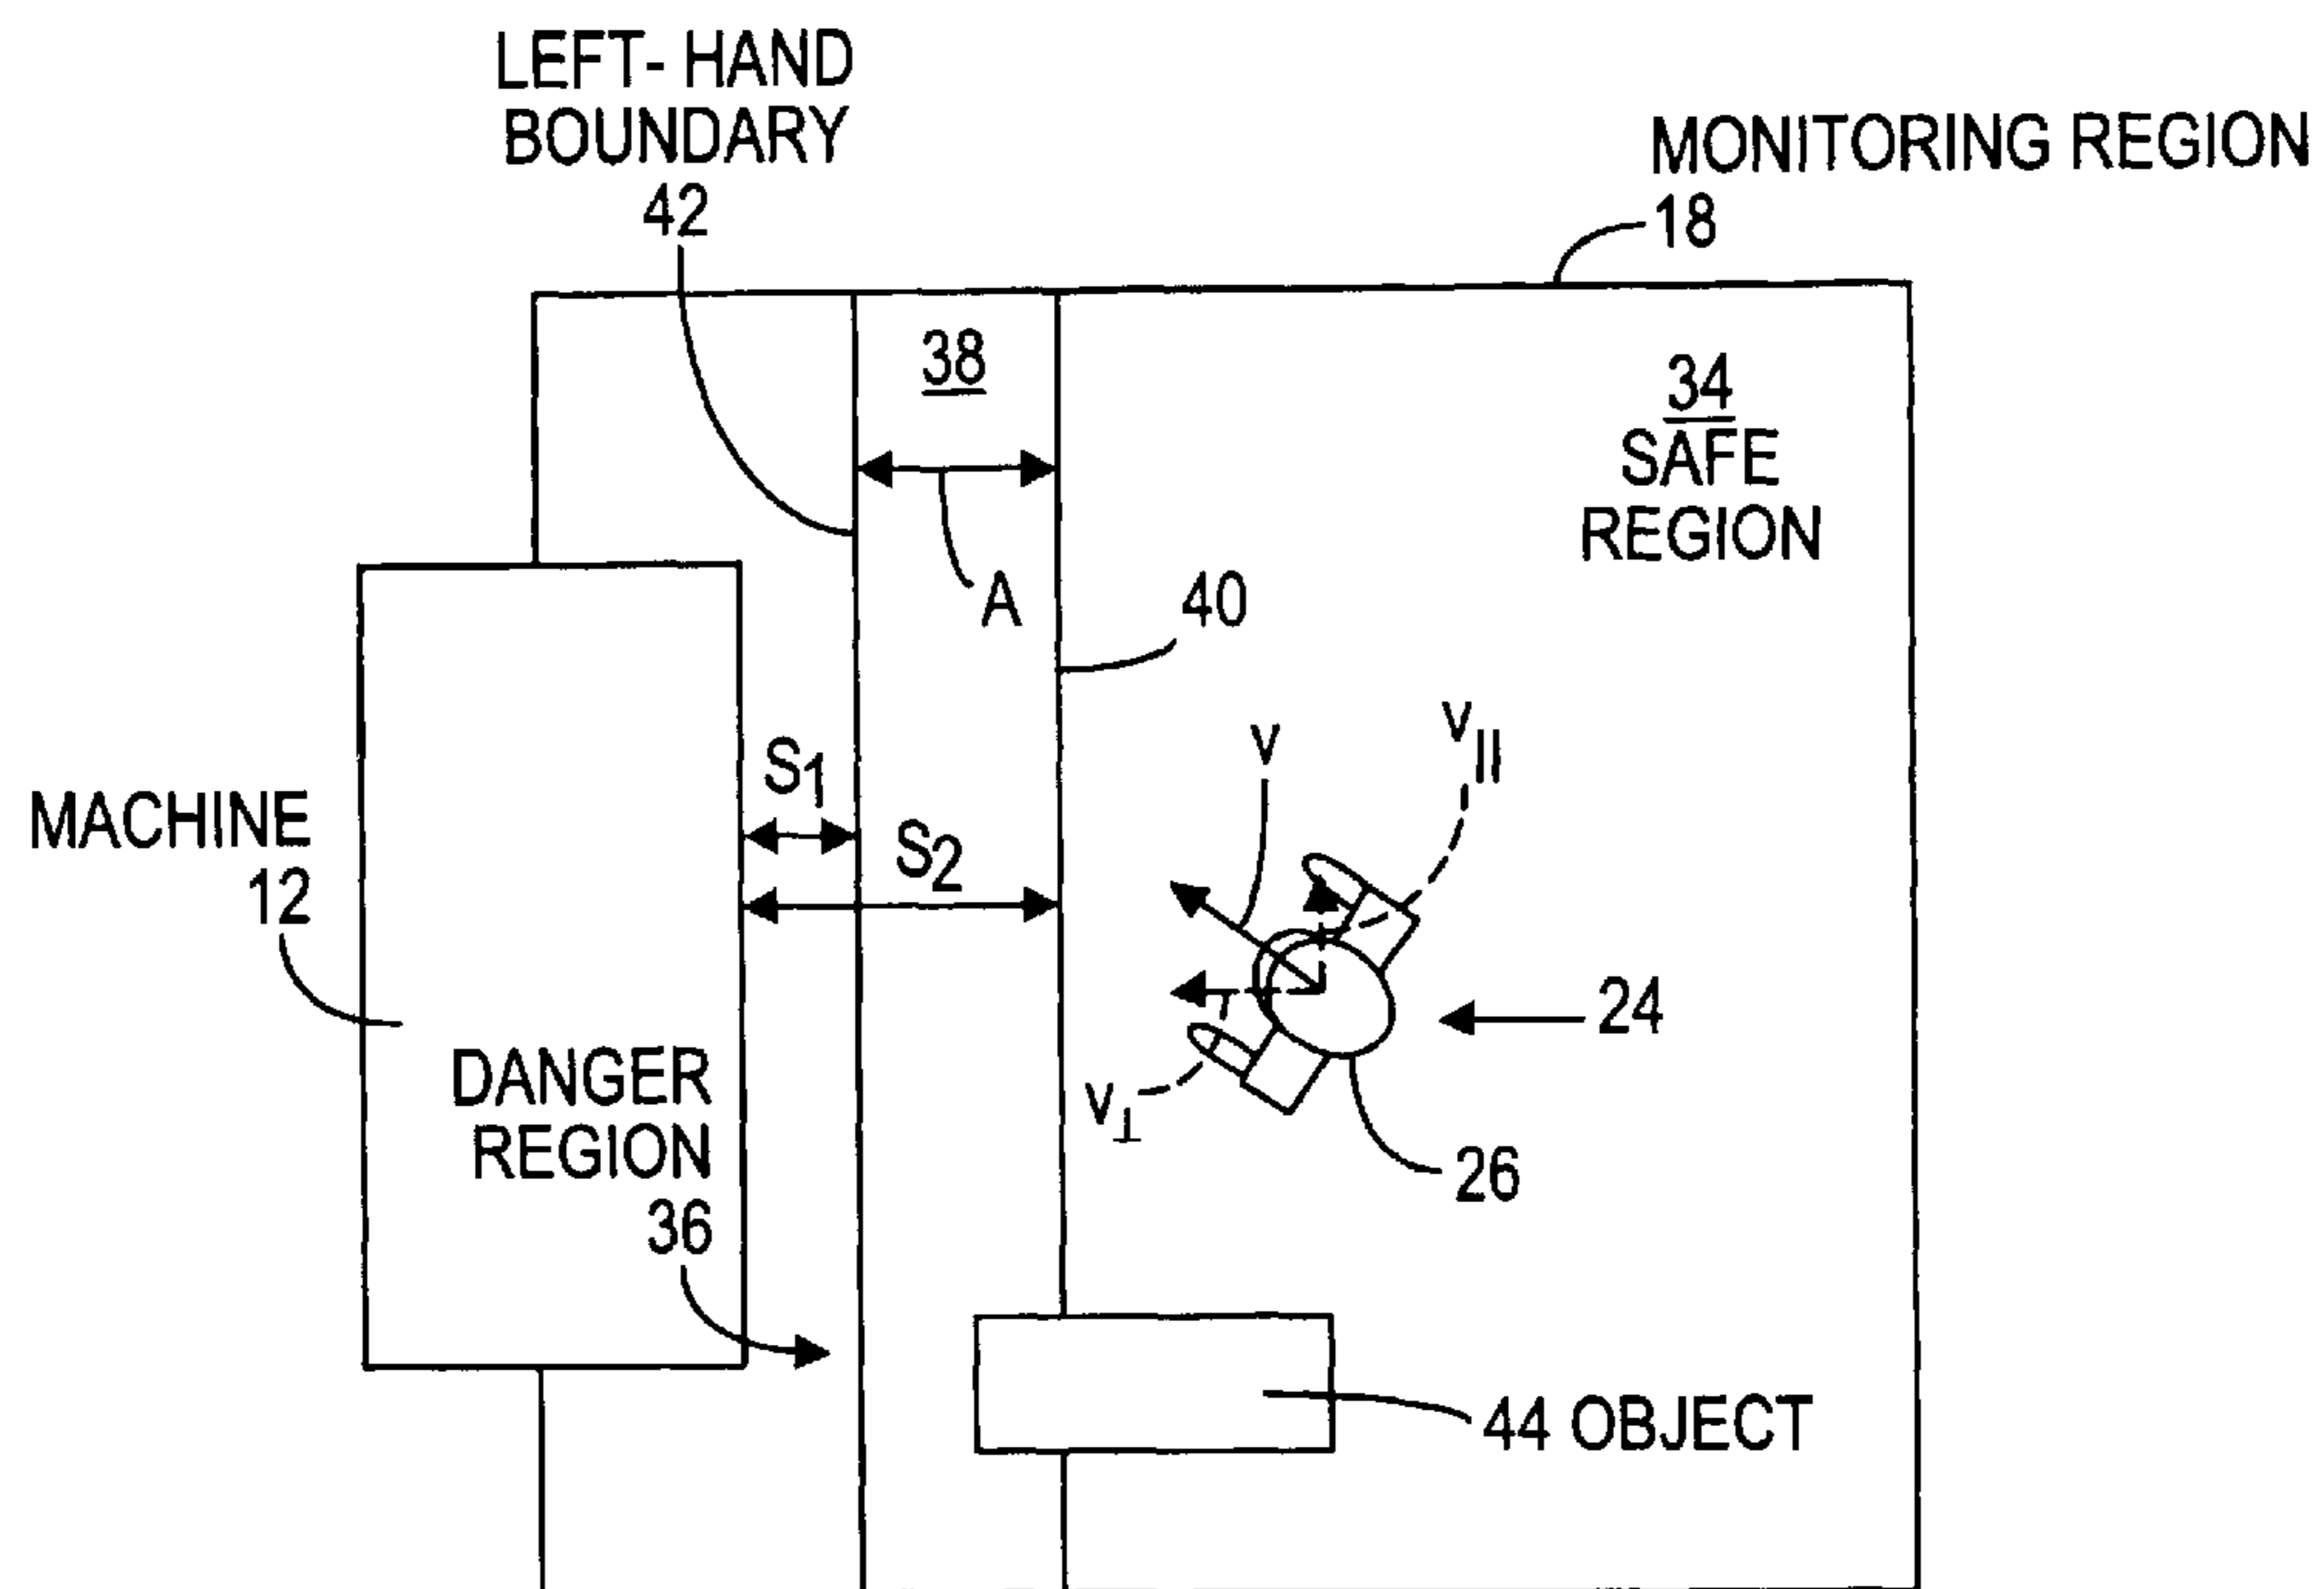 LEFT- HAND
BOUNDARY
42
MONITORING REGION
18
38
34
SAFE
REGION
A
40
V
V||
S1
S2
MACHINE
12
24
DANGER
REGION
36
V⊥
26
44 OBJECT